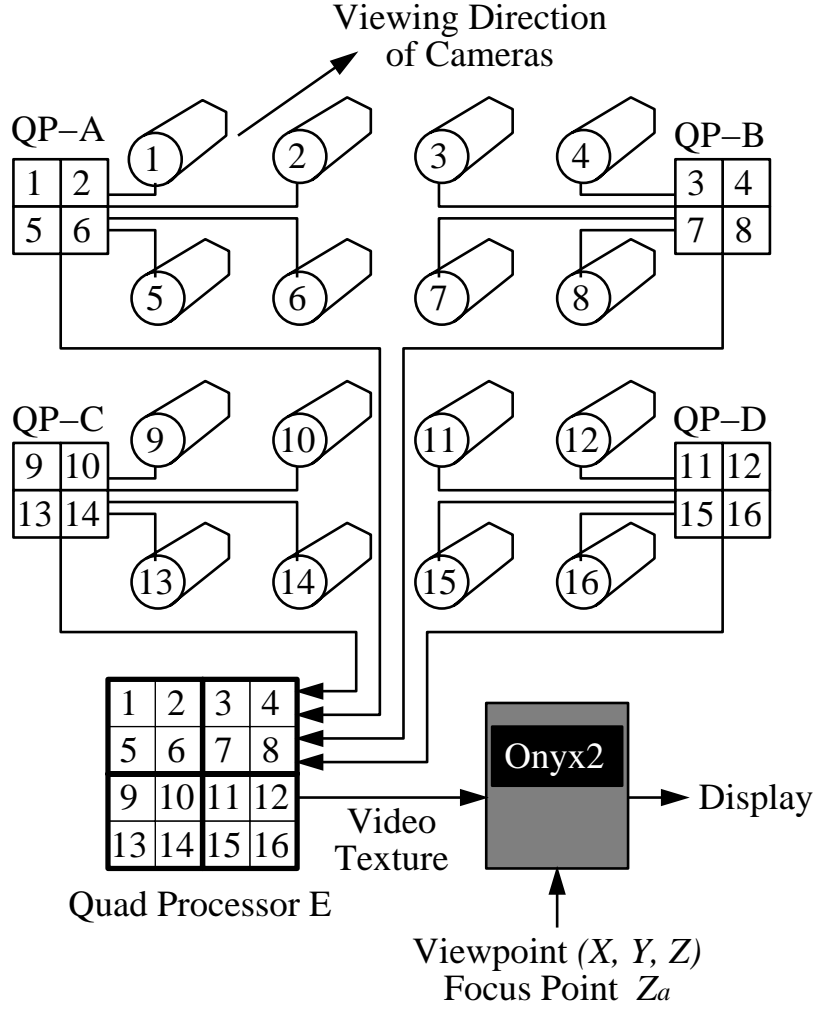 Viewing Direction
of Cameras
QP–A
QP–B
1 2 3 4
1 2
3 4
5 6
7 8
5 6 7 8
QP–C
QP–D
9 10 11 12
9 10
11 12
13 14
15 16
13 14 15 16
1 2 3 4
5 6 7 8
9 10 11 12
13 14 15 16
Quad Processor E
Video
Texture
Onyx2
Display
Viewpoint (X, Y, Z)
Focus Point Za